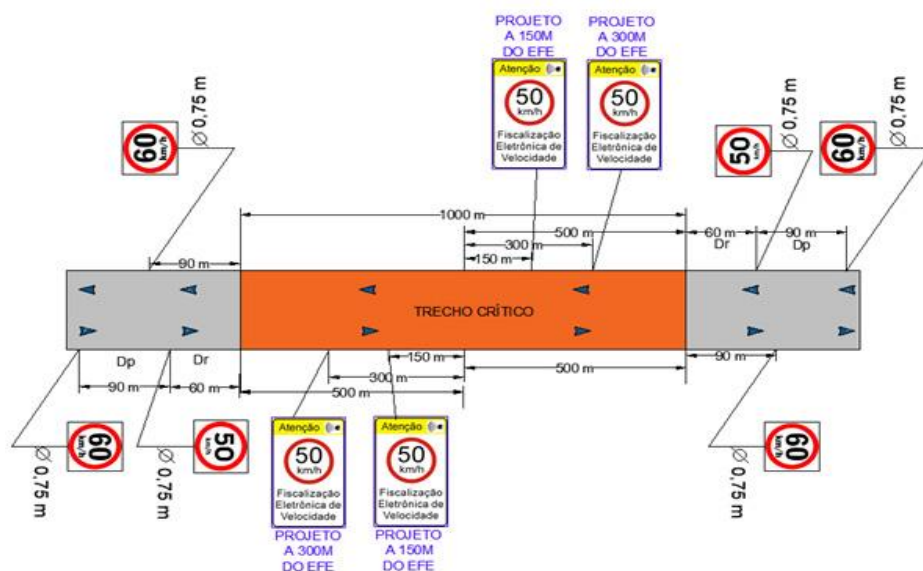 PROJETO
A 150M
DO EFE
PROJETO
A 300M
DO EFE
Atenção
50
km/h
Fiscalização
Eletrônica de
Velocidade
Atenção
50
km/h
Fiscalização
Eletrônica de
Velocidade
60
km/h
Ø 0,75 m
50
km/h
Ø 0,75 m
60
km/h
Ø 0,75 m
1000 m
500 m
60 m
90 m
300 m
Dr
Dp
150 m
90 m
TRECHO CRÍTICO
Dp
Dr
150 m
90 m
90 m
60 m
300 m
500 m
500 m
60
km/h
Ø 0,75 m
50
km/h
Ø 0,75 m
Atenção
50
km/h
Fiscalização
Eletrônica de
Velocidade
PROJETO
A 300M
DO EFE
Atenção
50
km/h
Fiscalização
Eletrônica de
Velocidade
PROJETO
A 150M
DO EFE
60
km/h
Ø 0,75 m